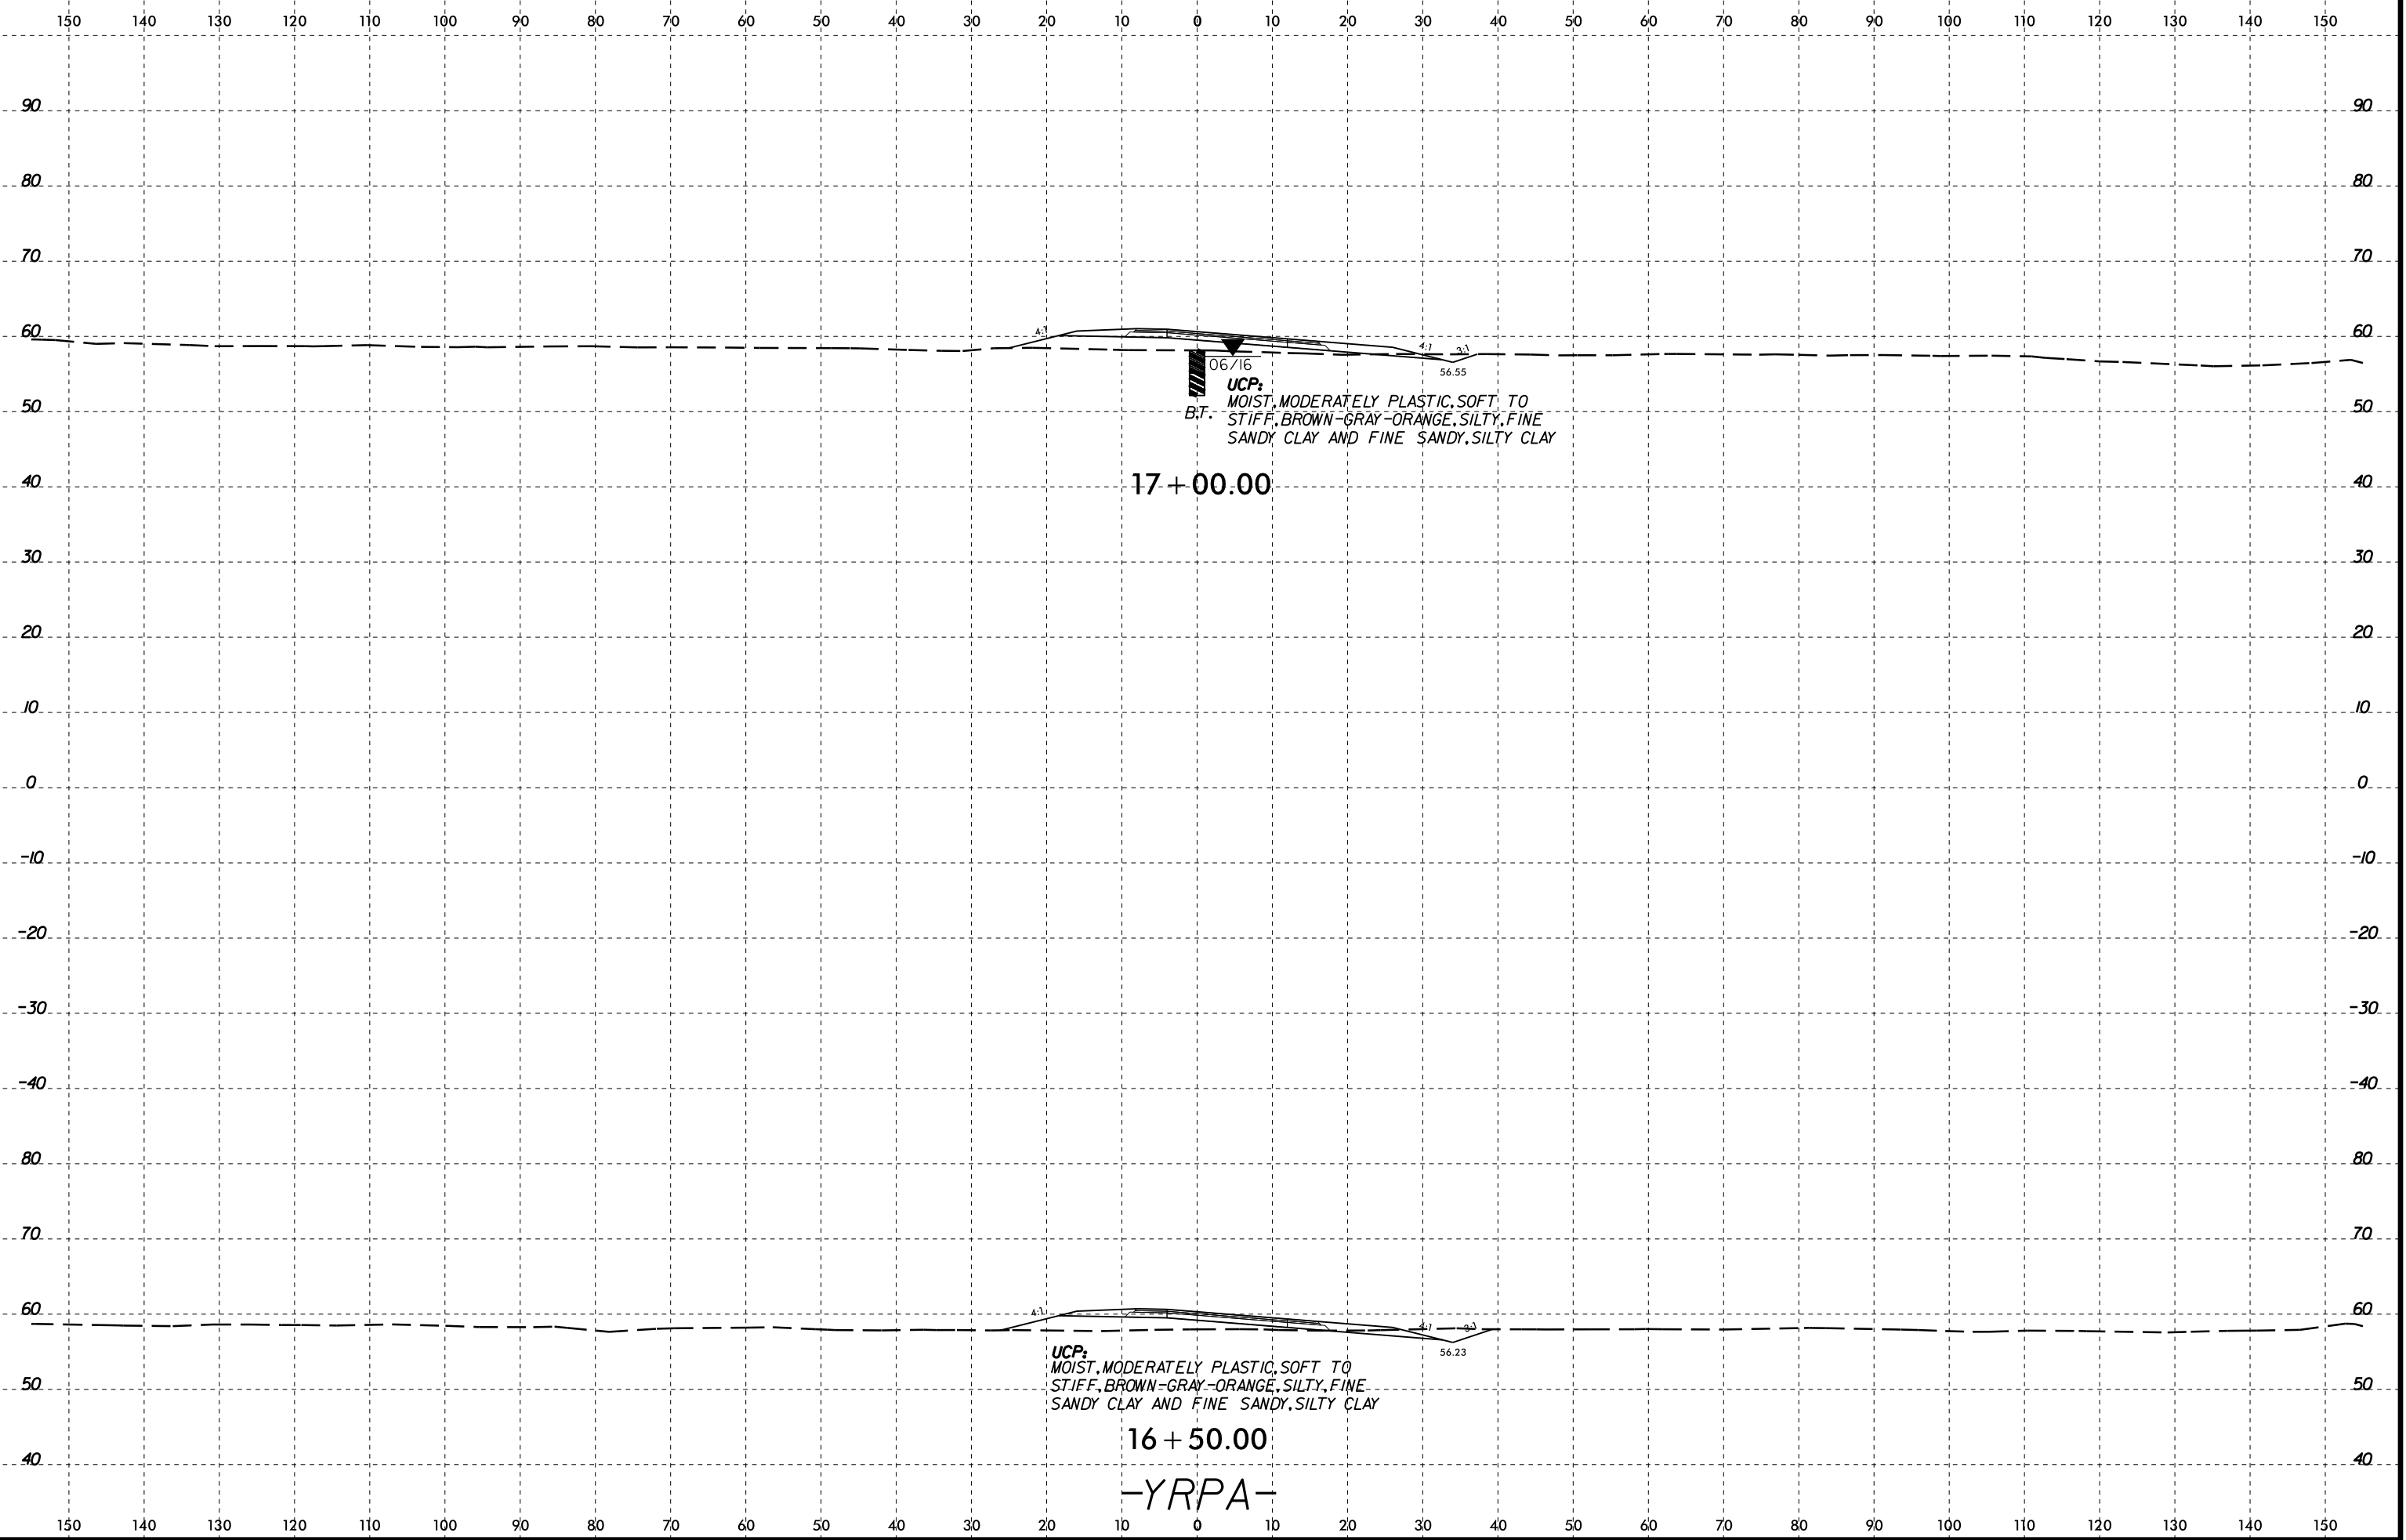 150 140 130 120 110 100 90 80 70 60 50 40 30 20 10 0 10 20 30 40 50 60 70 80 90 100 110 120 130 140 150
90 90
80 80
70 70
60 4:1 60
4:1 3:1
06/16 56.55
UCP:
MOIST,MODERATELY PLASTIC,SOFT TO
50 B.T. STIFF,BROWN-GRAY-ORANGE,SILTY,FINE 50
SANDY CLAY AND FINE SANDY,SILTY CLAY
40 17+00.00 40
30 30
20 20
10 10
0 0
-10 -10
-20 -20
-30 -30
-40 -40
80 80
70 70
60 4:1 60
4:1 3:1
56.23
UCP:
MOIST,MODERATELY PLASTIC,SOFT TO
50 STIFF,BROWN-GRAY-ORANGE,SILTY,FINE 50
SANDY CLAY AND FINE SANDY,SILTY CLAY
16+50.00
40 40
-YRPA-
150 140 130 120 110 100 90 80 70 60 50 40 30 20 10 0 10 20 30 40 50 60 70 80 90 100 110 120 130 140 150